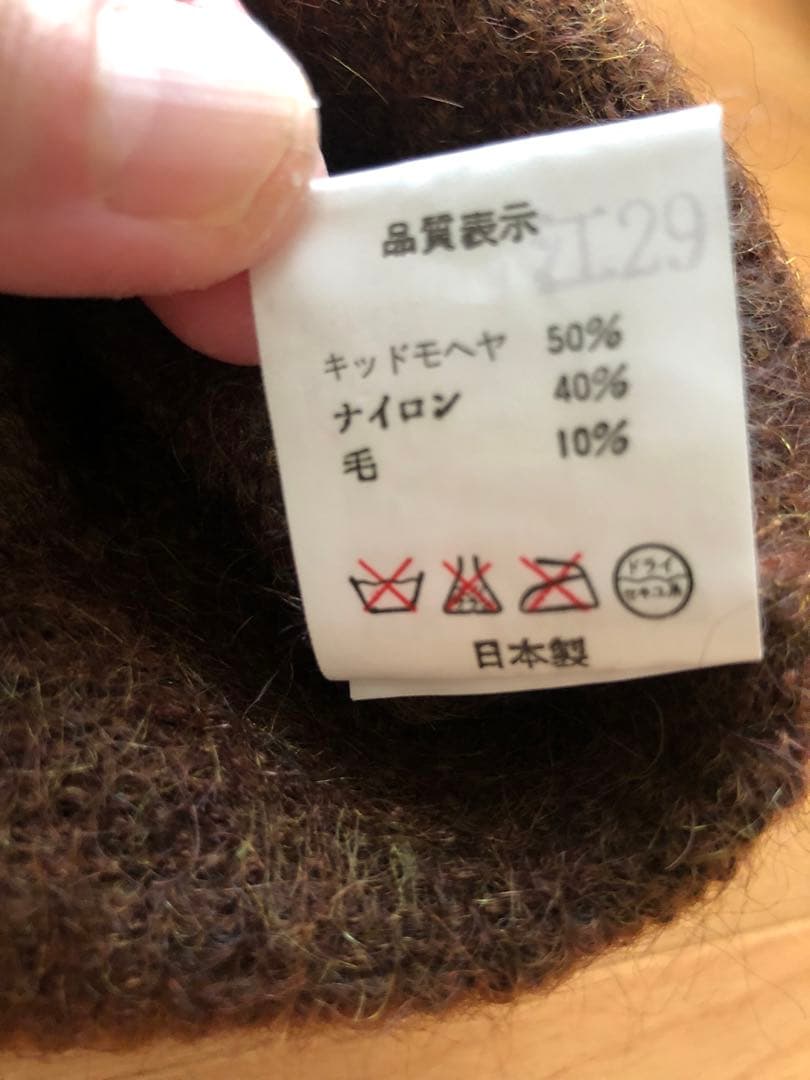 品質表示
江29
キッドモヘヤ 50%
ナイロン 40%
毛 10%
ドライ
セキユ系
日本製